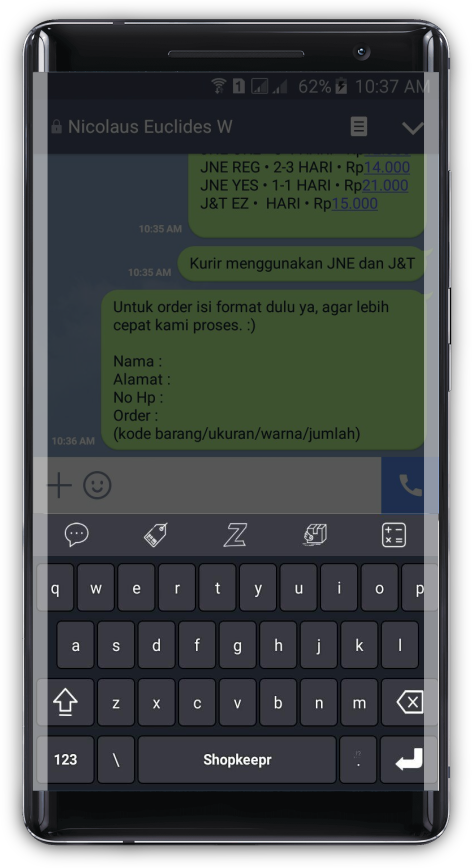 62% 10:37 AM
Nicolaus Euclides W
JNE REG • 2-3 HARI • Rp14.000
JNE YES • 1-1 HARI • Rp21.000
J&T EZ • HARI • Rp15.000
10:35 AM
Kurir menggunakan JNE dan J&T
10:35 AM
Untuk order isi format dulu ya, agar lebih
cepat kami proses. :)
Nama :
Alamat :
No Hp :
Order :
(kode barang/ukuran/warna/jumlah)
10:36 AM
q w e r t y u i o p
a s d f g h j k l
z x c v b n m
123 \ Shopkeepr .